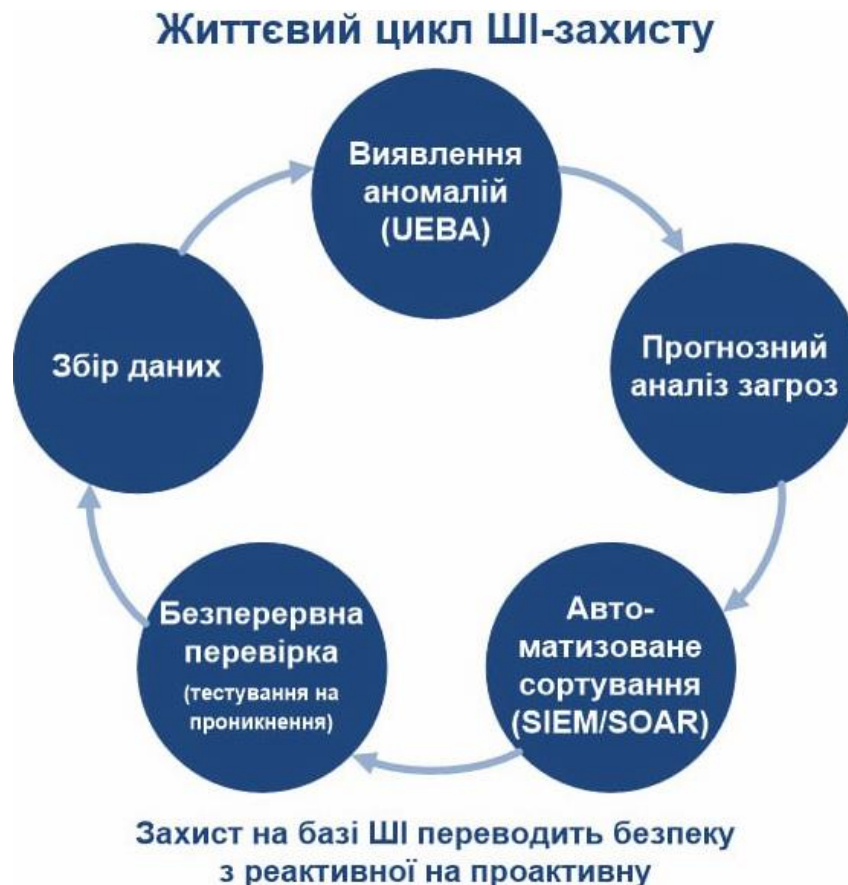 Життєвий цикл ШІ-захисту
Виявлення
аномалій
(UEBA)
Прогнозний
аналіз загроз
Авто-
матизоване
сортування
(SIEM/SOAR)
Безперервна
перевірка
(тестування на
проникнення)
Збір даних
Захист на базі ШІ переводить безпеку
з реактивної на проактивну